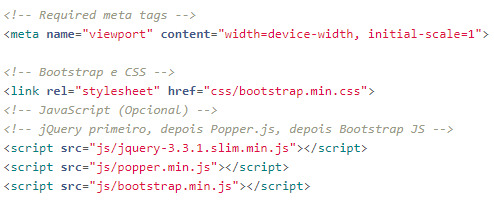 <!-- Required meta tags -->
<meta name="viewport" content="width=device-width, initial-scale=1">
<!-- Bootstrap e CSS -->
<link rel="stylesheet" href="css/bootstrap.min.css">
<!-- JavaScript (Opcional) -->
<!-- jQuery primeiro, depois Popper.js, depois Bootstrap JS -->
<script src="js/jquery-3.3.1.slim.min.js"></script>
<script src="js/popper.min.js"></script>
<script src="js/bootstrap.min.js"></script>